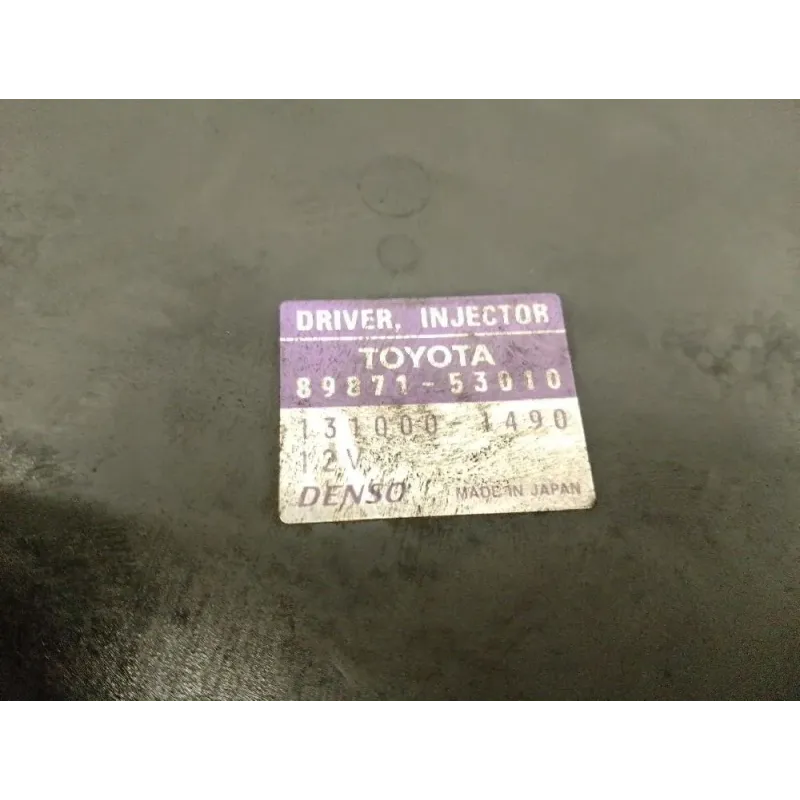 DRIVER, INJECTOR
TOYOTA
89871-53010
131000-1490
12V
DENSO MADE IN JAPAN